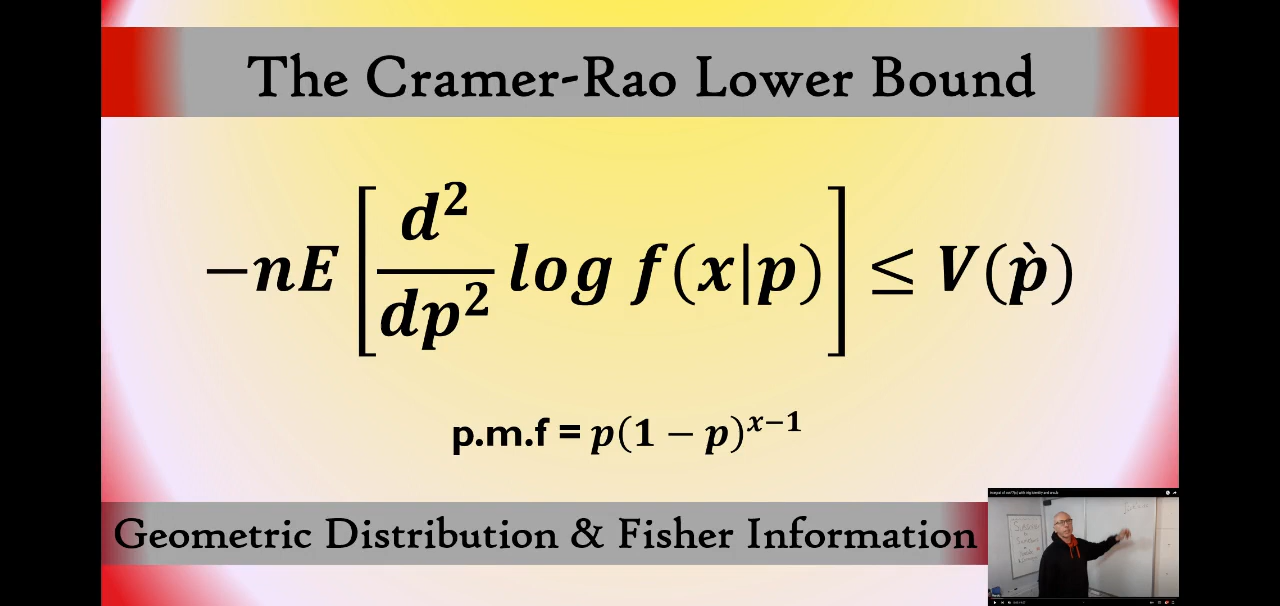 The Cramer-Rao Lower Bound
−nE [d²/dp² log f(x|p)] ≤ V(p̀)
p.m.f = p(1 − p)ˣ⁻¹
Geometric Distribution & Fisher Information